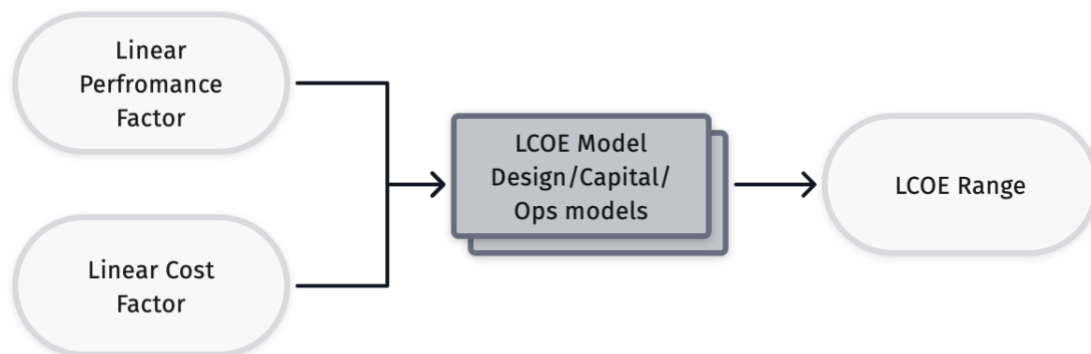 Linear
Perfromance
Factor
LCOE Model
Design/Capital/
Ops models
LCOE Range
Linear Cost
Factor